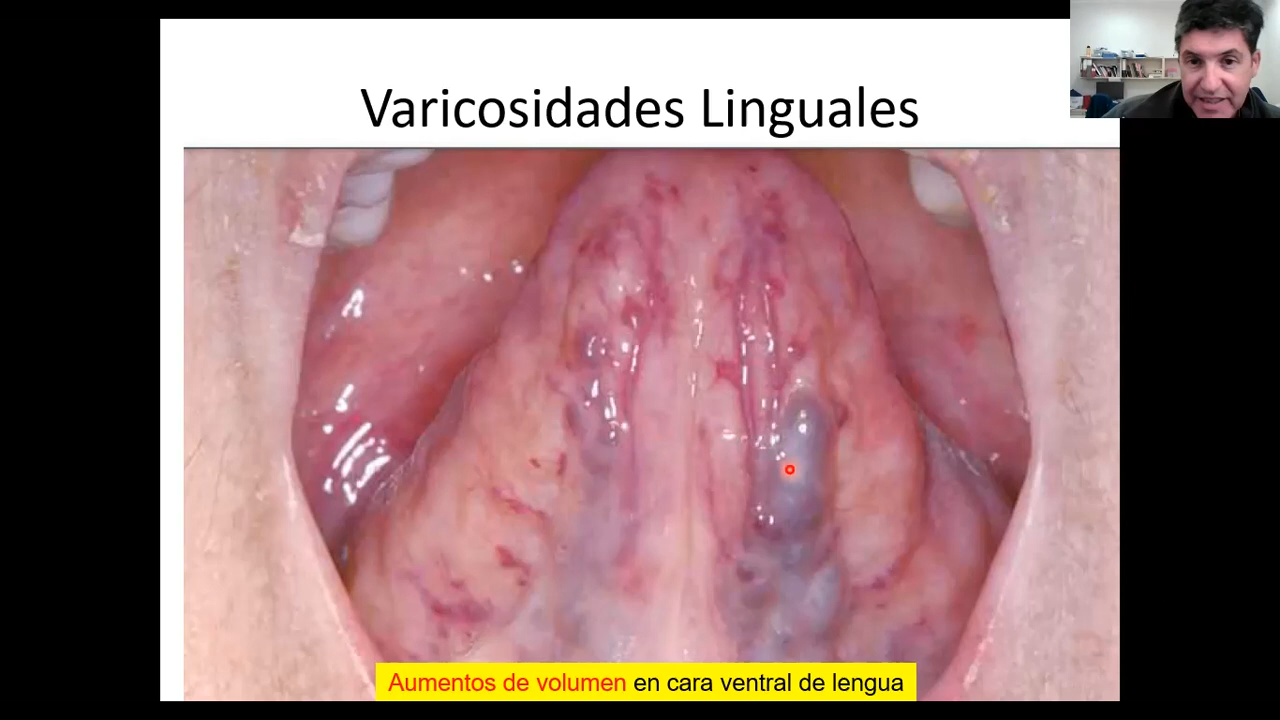 Varicosidades Linguales
Aumentos de volumen en cara ventral de lengua